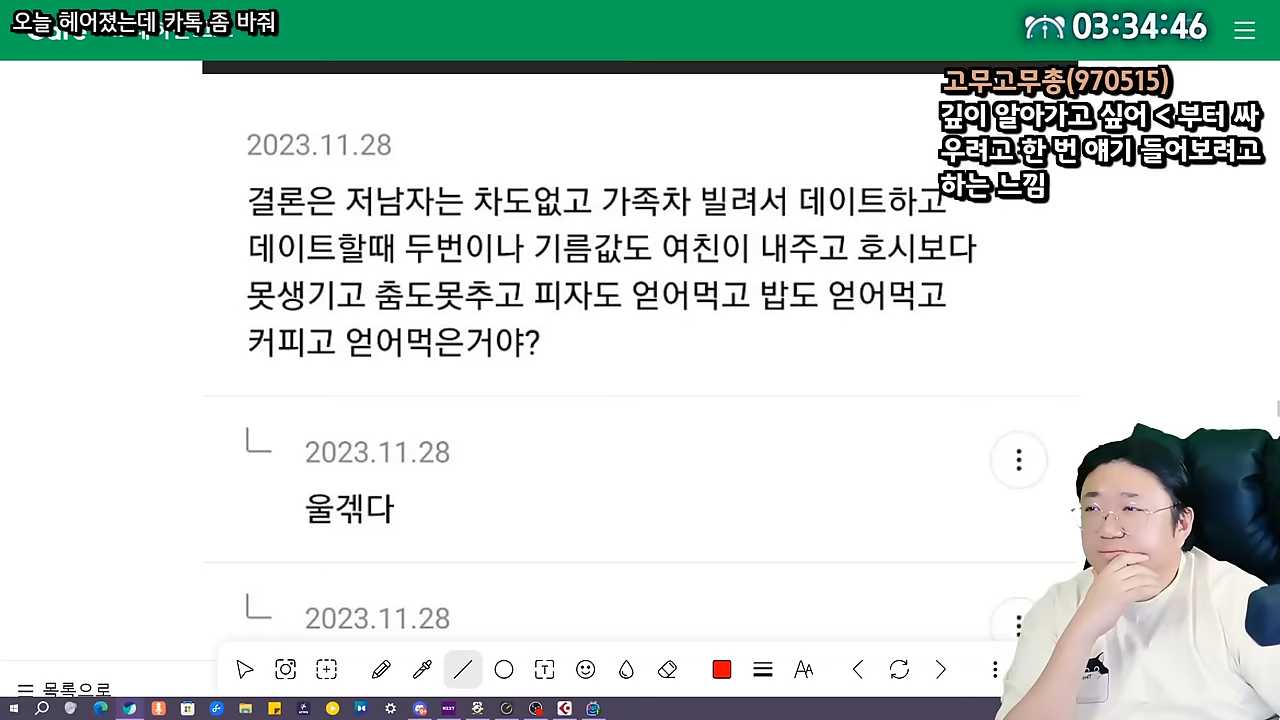 오늘 헤어졌는데 카톡 좀 바줘
03:34:46
고무고무총(970515)
깊이 알아가고 싶어 < 부터 싸
우려고 한 번 얘기 들어보려고
하는 느낌
2023.11.28
결론은 저남자는 차도없고 가족차 빌려서 데이트하고
데이트할때 두번이나 기름값도 여친이 내주고 호시보다
못생기고 춤도못추고 피자도 얻어먹고 밥도 얻어먹고
커피고 얻어먹은거야?
2023.11.28
울겎다
2023.11.28
목록으로